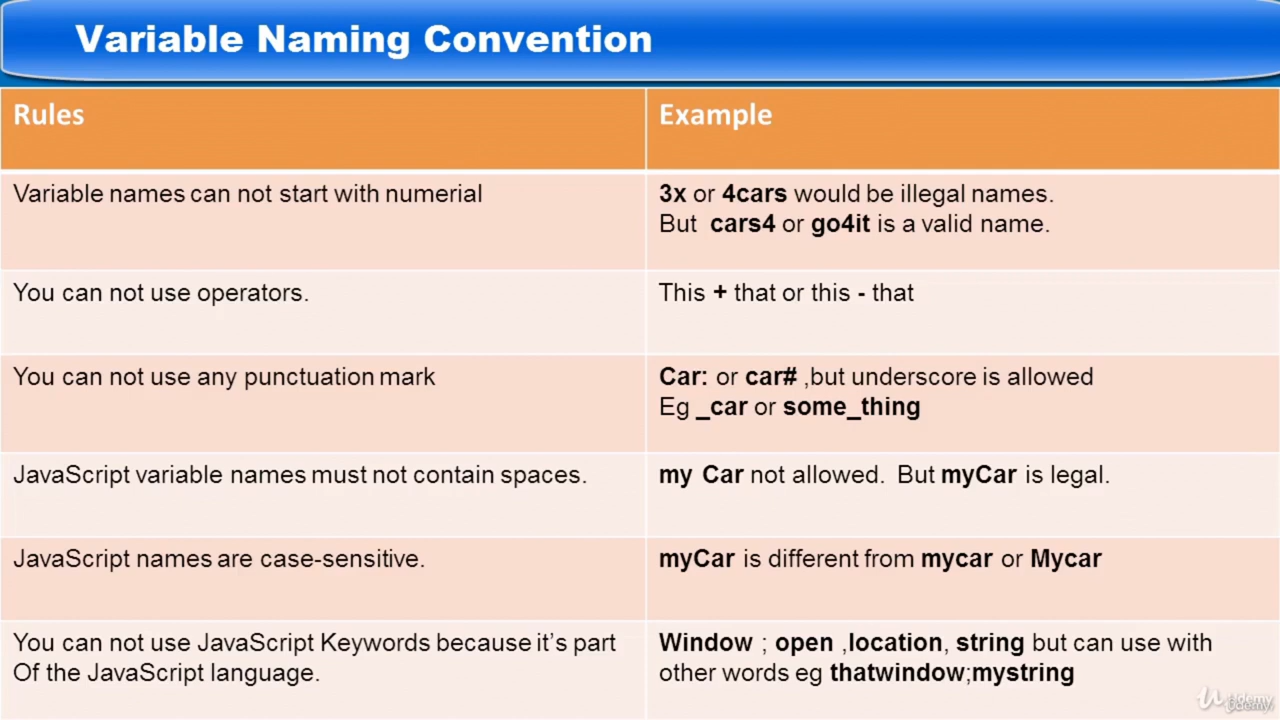 Variable Naming Convention
Rules
Example
Variable names can not start with numerial
3x or 4cars would be illegal names.
But cars4 or go4it is a valid name.
You can not use operators.
This + that or this - that
You can not use any punctuation mark
Car: or car# ,but underscore is allowed
Eg _car or some_thing
JavaScript variable names must not contain spaces.
my Car not allowed. But myCar is legal.
JavaScript names are case-sensitive.
myCar is different from mycar or Mycar
You can not use JavaScript Keywords because it’s part
Of the JavaScript language.
Window ; open ,location, string but can use with
other words eg thatwindow;mystring
Udemy